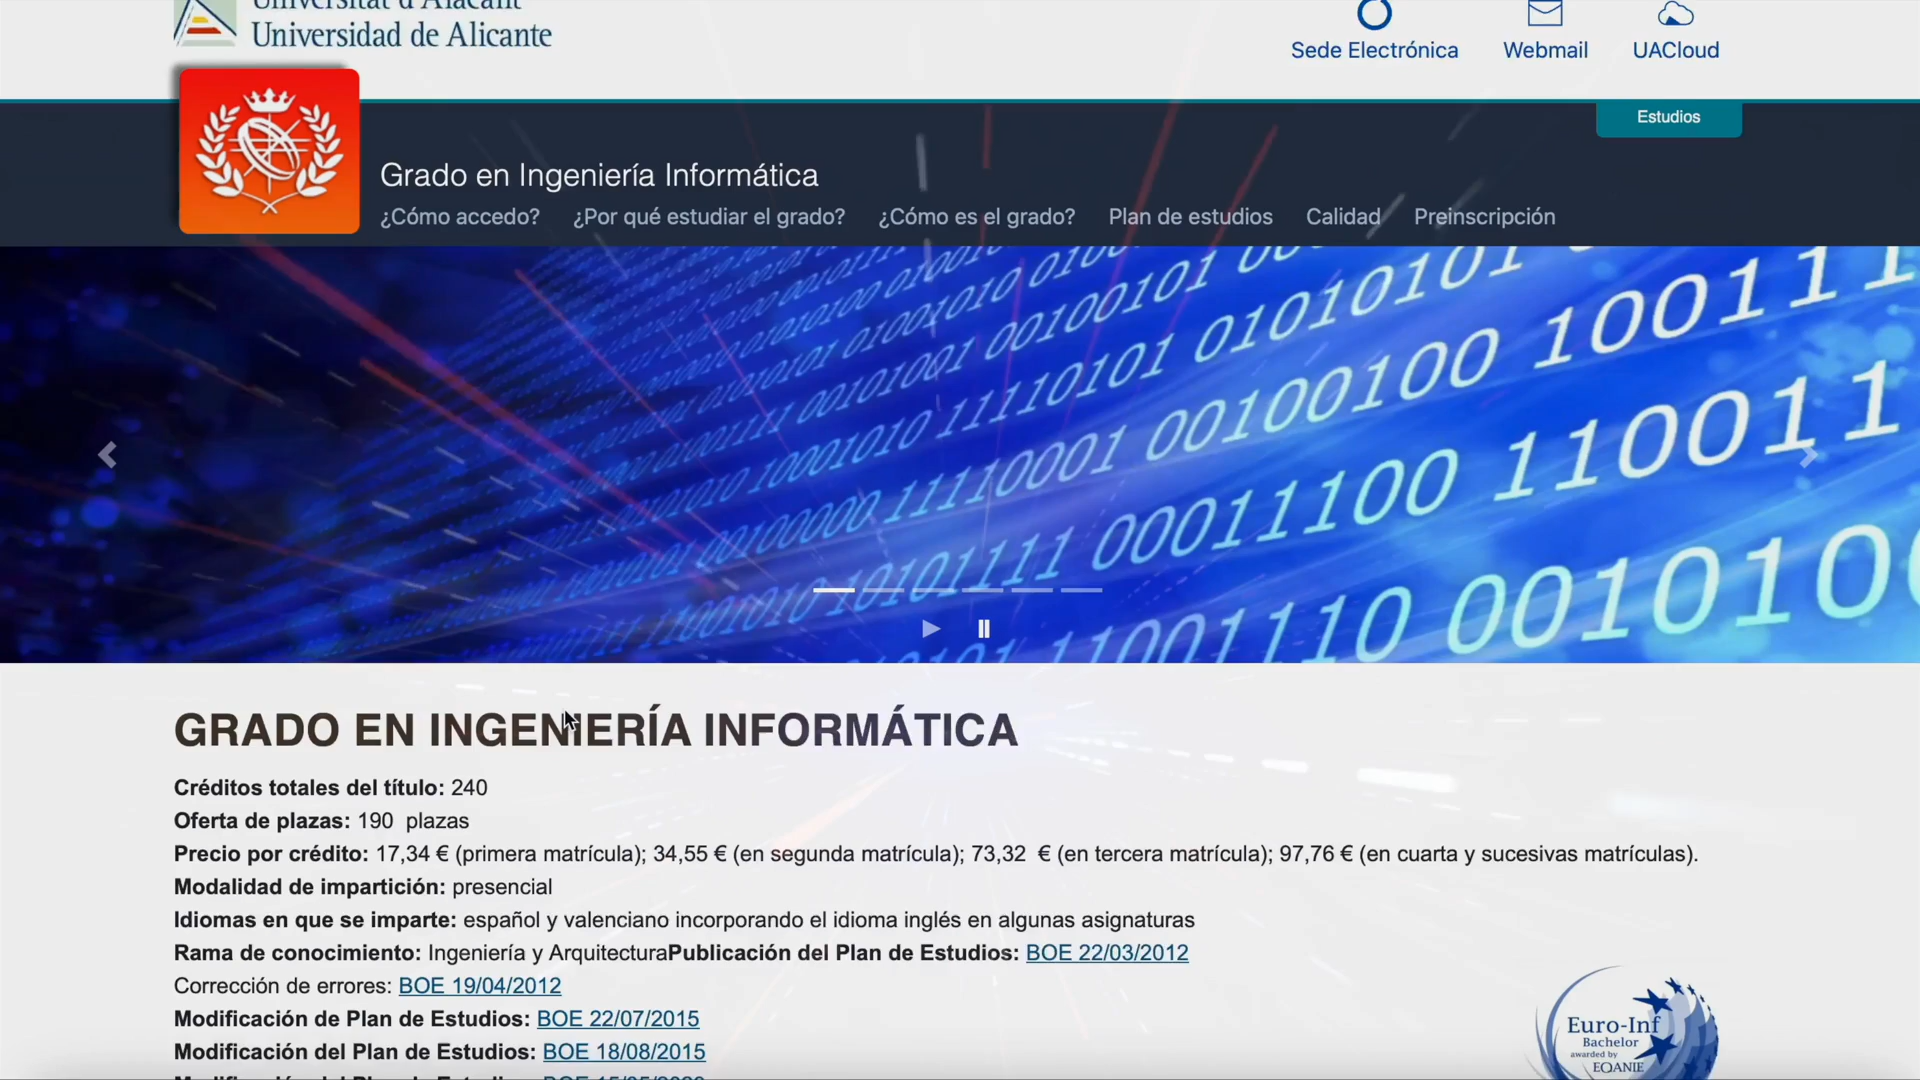 Universitat d'Alacant
Universidad de Alicante
Sede Electrónica
Webmail
UACloud
Estudios
Grado en Ingeniería Informática
¿Cómo accedo?
¿Por qué estudiar el grado?
¿Cómo es el grado?
Plan de estudios
Calidad
Preinscripción
GRADO EN INGENIERÍA INFORMÁTICA
Créditos totales del título: 240
Oferta de plazas: 190 plazas
Precio por crédito: 17,34 € (primera matrícula); 34,55 € (en segunda matrícula); 73,32 € (en tercera matrícula); 97,76 € (en cuarta y sucesivas matrículas).
Modalidad de impartición: presencial
Idiomas en que se imparte: español y valenciano incorporando el idioma inglés en algunas asignaturas
Rama de conocimiento: Ingeniería y ArquitecturaPublicación del Plan de Estudios: BOE 22/03/2012
Corrección de errores: BOE 19/04/2012
Modificación de Plan de Estudios: BOE 22/07/2015
Modificación del Plan de Estudios: BOE 18/08/2015
Euro-Inf
Bachelor
awarded by
EQANIE